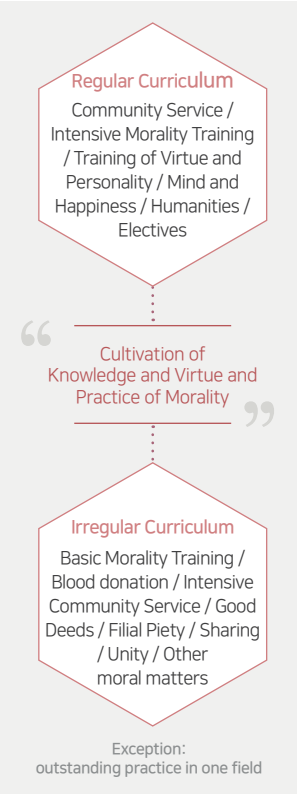 Regular Curriculum
Community Service /
Intensive Morality Training
/ Training of Virtue and
Personality / Mind and
Happiness / Humanities /
Electives
“
Cultivation of
Knowledge and Virtue and
Practice of Morality
”
Irregular Curriculum
Basic Morality Training /
Blood donation / Intensive
Community Service / Good
Deeds / Filial Piety / Sharing
/ Unity / Other
moral matters
Exception:
outstanding practice in one field